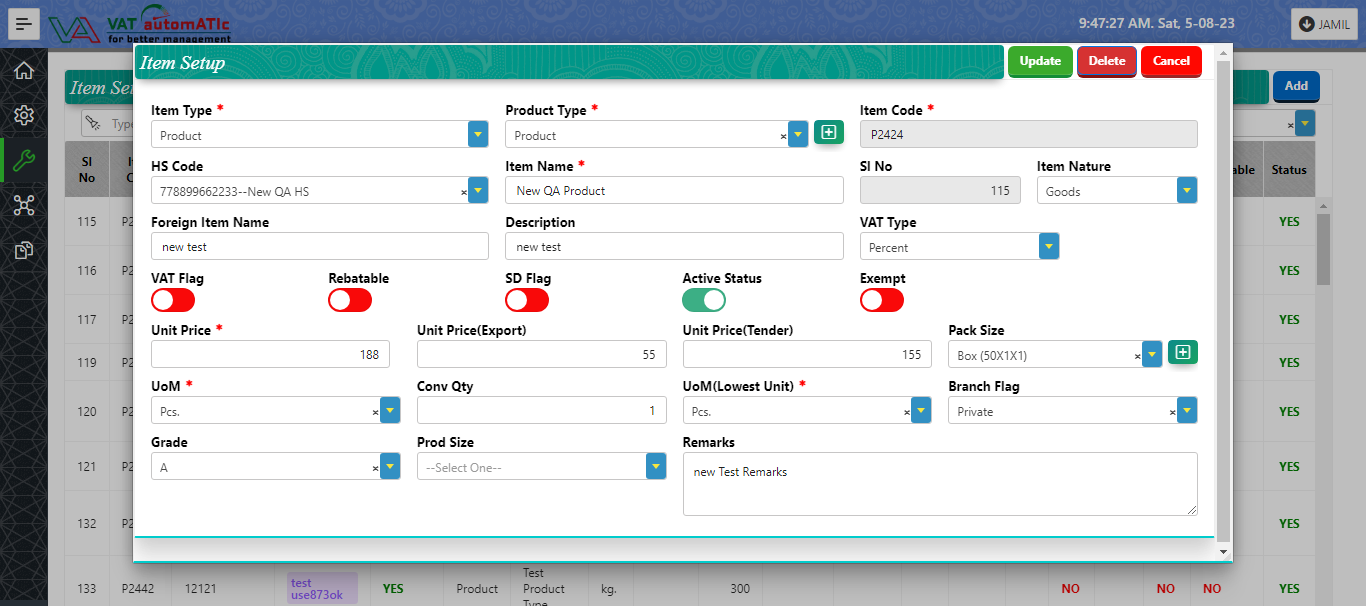 VAT automATIc
for better management
9:47:27 AM. Sat, 5-08-23
JAMIL
Item Setup
Update
Delete
Cancel
Item Se
Add
Type
Item Type *
Product Type *
Item Code *
Product
Product
P2424
HS Code
Item Name *
Sl No
Item Nature
778899662233--New QA HS
New QA Product
115
Goods
Foreign Item Name
Description
VAT Type
new test
new test
Percent
VAT Flag
Rebatable
SD Flag
Active Status
Exempt
Unit Price *
Unit Price(Export)
Unit Price(Tender)
Pack Size
188
55
155
Box (50X1X1)
UoM *
Conv Qty
UoM(Lowest Unit) *
Branch Flag
Pcs.
1
Pcs.
Private
Grade
Prod Size
Remarks
A
--Select One--
new Test Remarks
Sl
No
able
Status
115
P2
YES
116
P2
YES
117
P2
YES
119
P2
YES
120
P2
YES
121
P2
YES
132
P2
YES
133
P2442
12121
test
use873ok
YES
Product
Test
Product
Type
kg.
300
NO
NO
NO
YES